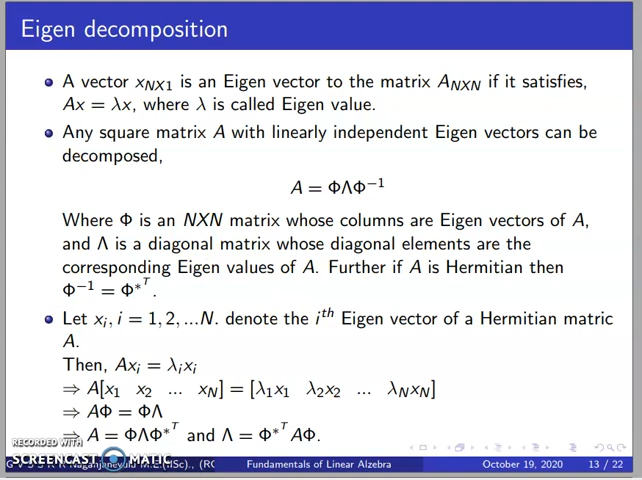 Eigen decomposition
A vector x_{NX1} is an Eigen vector to the matrix A_{NXN} if it satisfies,
Ax = λx, where λ is called Eigen value.
Any square matrix A with linearly independent Eigen vectors can be
decomposed,
A = ΦΛΦ^{−1}
Where Φ is an NXN matrix whose columns are Eigen vectors of A,
and Λ is a diagonal matrix whose diagonal elements are the
corresponding Eigen values of A. Further if A is Hermitian then
Φ^{−1} = Φ^{*^T}.
Let x_i, i = 1, 2, ...N. denote the i^{th} Eigen vector of a Hermitian matric
A.
Then, Ax_i = λ_ix_i
⇒ A[x_1 x_2 ... x_N] = [λ_1x_1 λ_2x_2 ... λ_Nx_N]
⇒ AΦ = ΦΛ
⇒ A = ΦΛΦ^{*^T} and Λ = Φ^{*^T}AΦ.
RECORDED WITH
SCREENCAST MATIC
Fundamentals of Linear Alzebra October 19, 2020 13 / 22